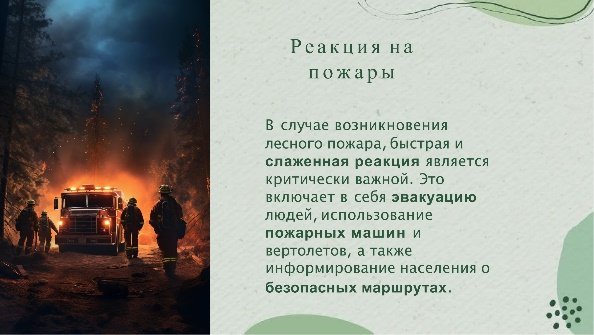 Реакция на
пожары
В случае возникновения
лесного пожара, быстрая и
слаженная реакция является
критически важной. Это
включает в себя эвакуацию
людей, использование
пожарных машин и
вертолетов, а также
информирование населения о
безопасных маршрутах.